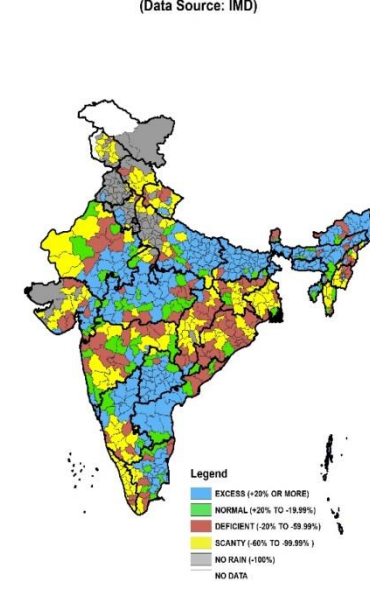 (Data Source: IMD)
Legend
EXCESS (+20% OR MORE)
NORMAL (+20% TO -19.99%)
DEFICIENT (-20% TO -59.99%)
SCANTY (-60% TO -99.99% )
NO RAIN (-100%)
NO DATA